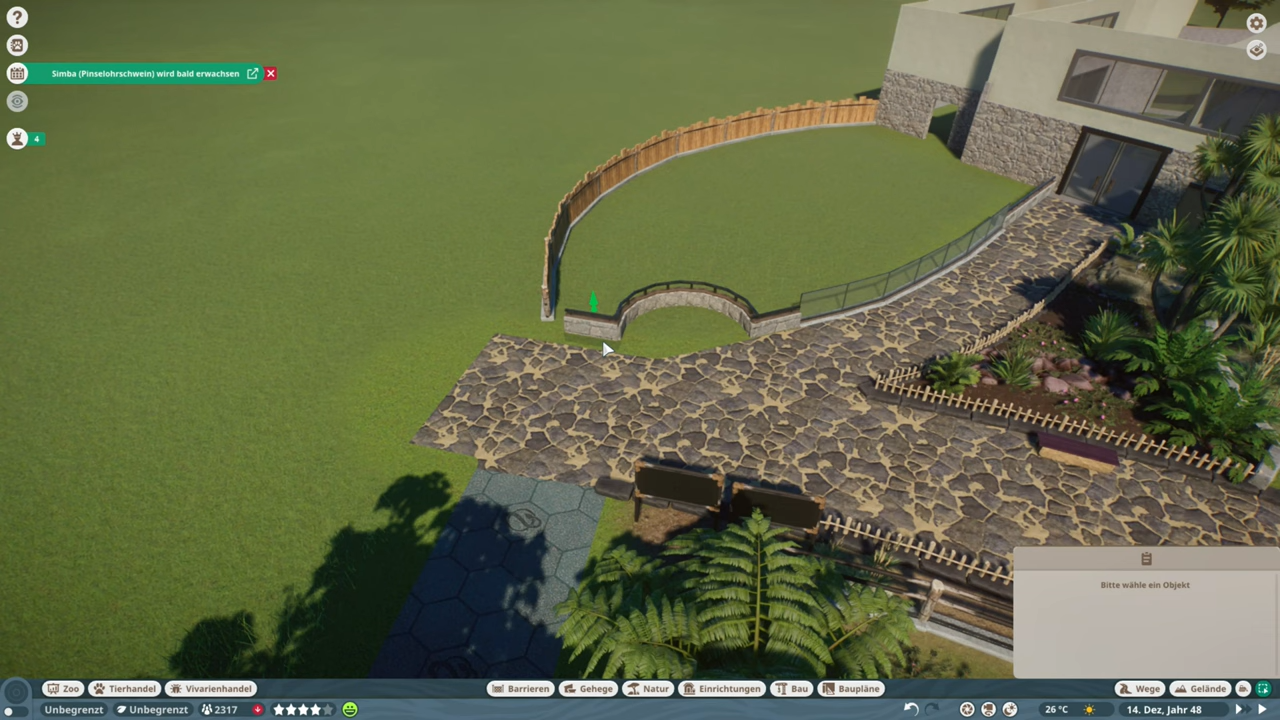 ?
Simba (Pinselohrschwein) wird bald erwachsen
4
Bitte wähle ein Objekt
Zoo Tierhandel Vivarienhandel Barrieren Gehege Natur Einrichtungen Bau Baupläne Wege Gelände
Unbegrenzt Unbegrenzt 2317 26 °C 14. Dez, Jahr 48